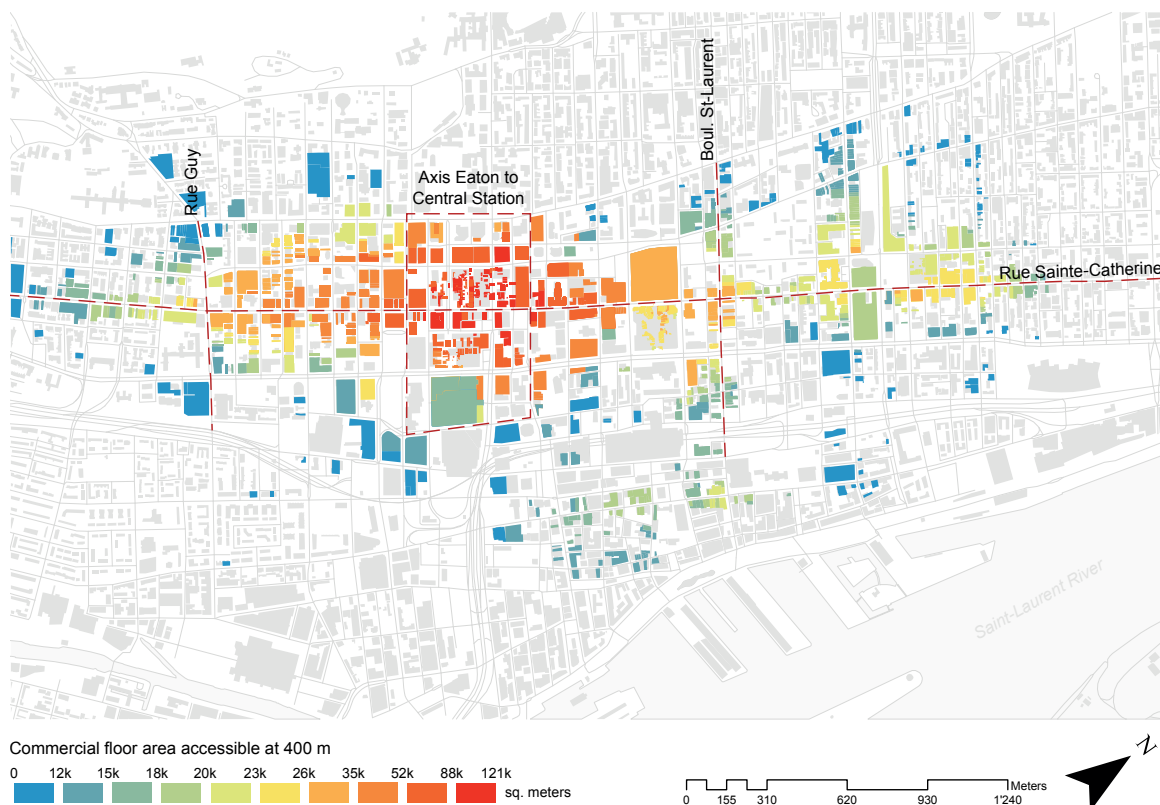 Boul. St-Laurent
Axis Eaton to
Central Station
Rue Guy
Rue Sainte-Catherine
Saint-Laurent River
Commercial floor area accessible at 400 m
0 12k 15k 18k 20k 23k 26k 35k 52k 88k 121k
sq. meters
N
Meters
0 155 310 620 930 1'240